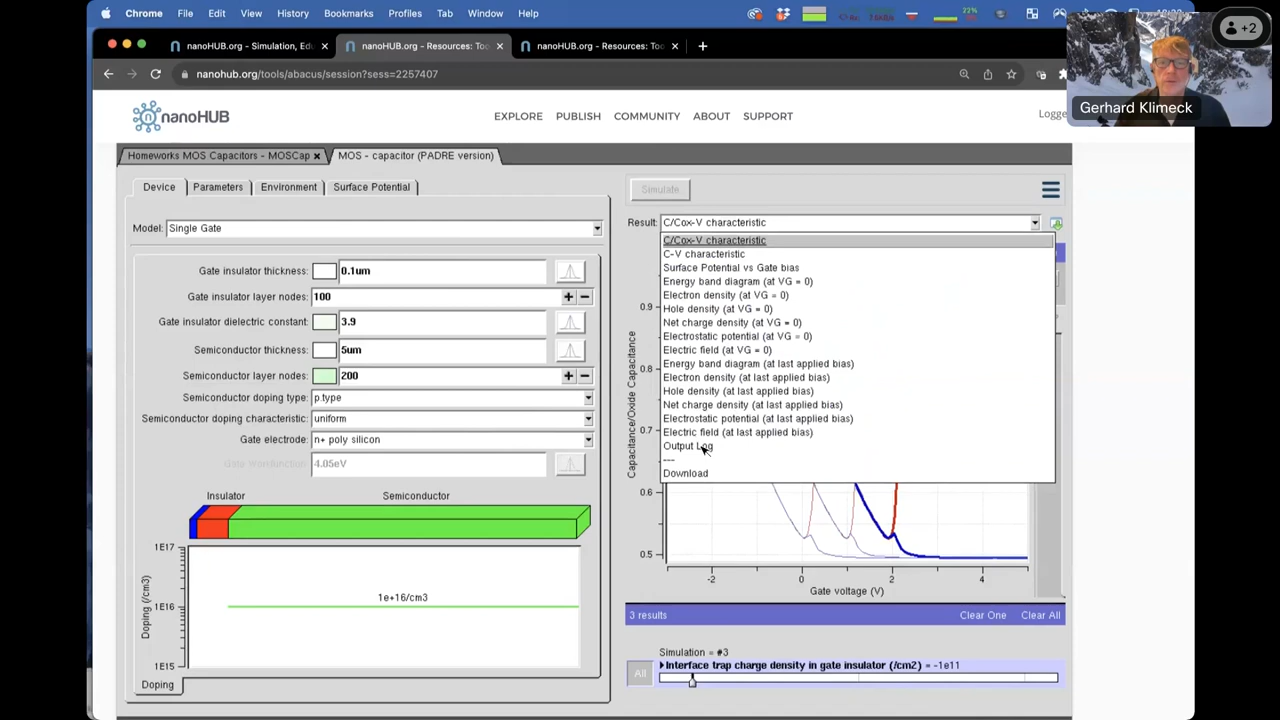 Chrome File Edit View History Bookmarks Profiles Tab Window Help
22%
+2
nanoHUB.org - Simulation, Edu × nanoHUB.org - Resources: Too × nanoHUB.org - Resources: Too × +
nanohub.org/tools/abacus/session?sess=2257407
Gerhard Klimeck
nanoHUB
EXPLORE PUBLISH COMMUNITY ABOUT SUPPORT
Logge
Homeworks MOS Capacitors - MOSCap × MOS - capacitor (PADRE version)
Device Parameters Environment Surface Potential
Model: Single Gate
Gate insulator thickness: 0.1um
Gate insulator layer nodes: 100
Gate insulator dielectric constant: 3.9
Semiconductor thickness: 5um
Semiconductor layer nodes: 200
Semiconductor doping type: p.type
Semiconductor doping characteristic: uniform
Gate electrode: n+ poly silicon
Gate Workfunction: 4.05eV
Insulator Semiconductor
1E17
1E16
1E15
Doping (/cm3)
1e+16/cm3
Doping
Simulate
Result: C/Cox-V characteristic
C/Cox-V characteristic
C-V characteristic
Surface Potential vs Gate bias
Energy band diagram (at VG = 0)
Electron density (at VG = 0)
Hole density (at VG = 0)
Net charge density (at VG = 0)
Electrostatic potential (at VG = 0)
Electric field (at VG = 0)
Energy band diagram (at last applied bias)
Electron density (at last applied bias)
Hole density (at last applied bias)
Net charge density (at last applied bias)
Electrostatic potential (at last applied bias)
Electric field (at last applied bias)
Output Log
---
Download
Capacitance/Oxide Capacitance
0.9
0.8
0.7
0.6
0.5
-2 0 2 4
Gate voltage (V)
3 results Clear One Clear All
Simulation = #3
All
Interface trap charge density in gate insulator (/cm2) = -1e11